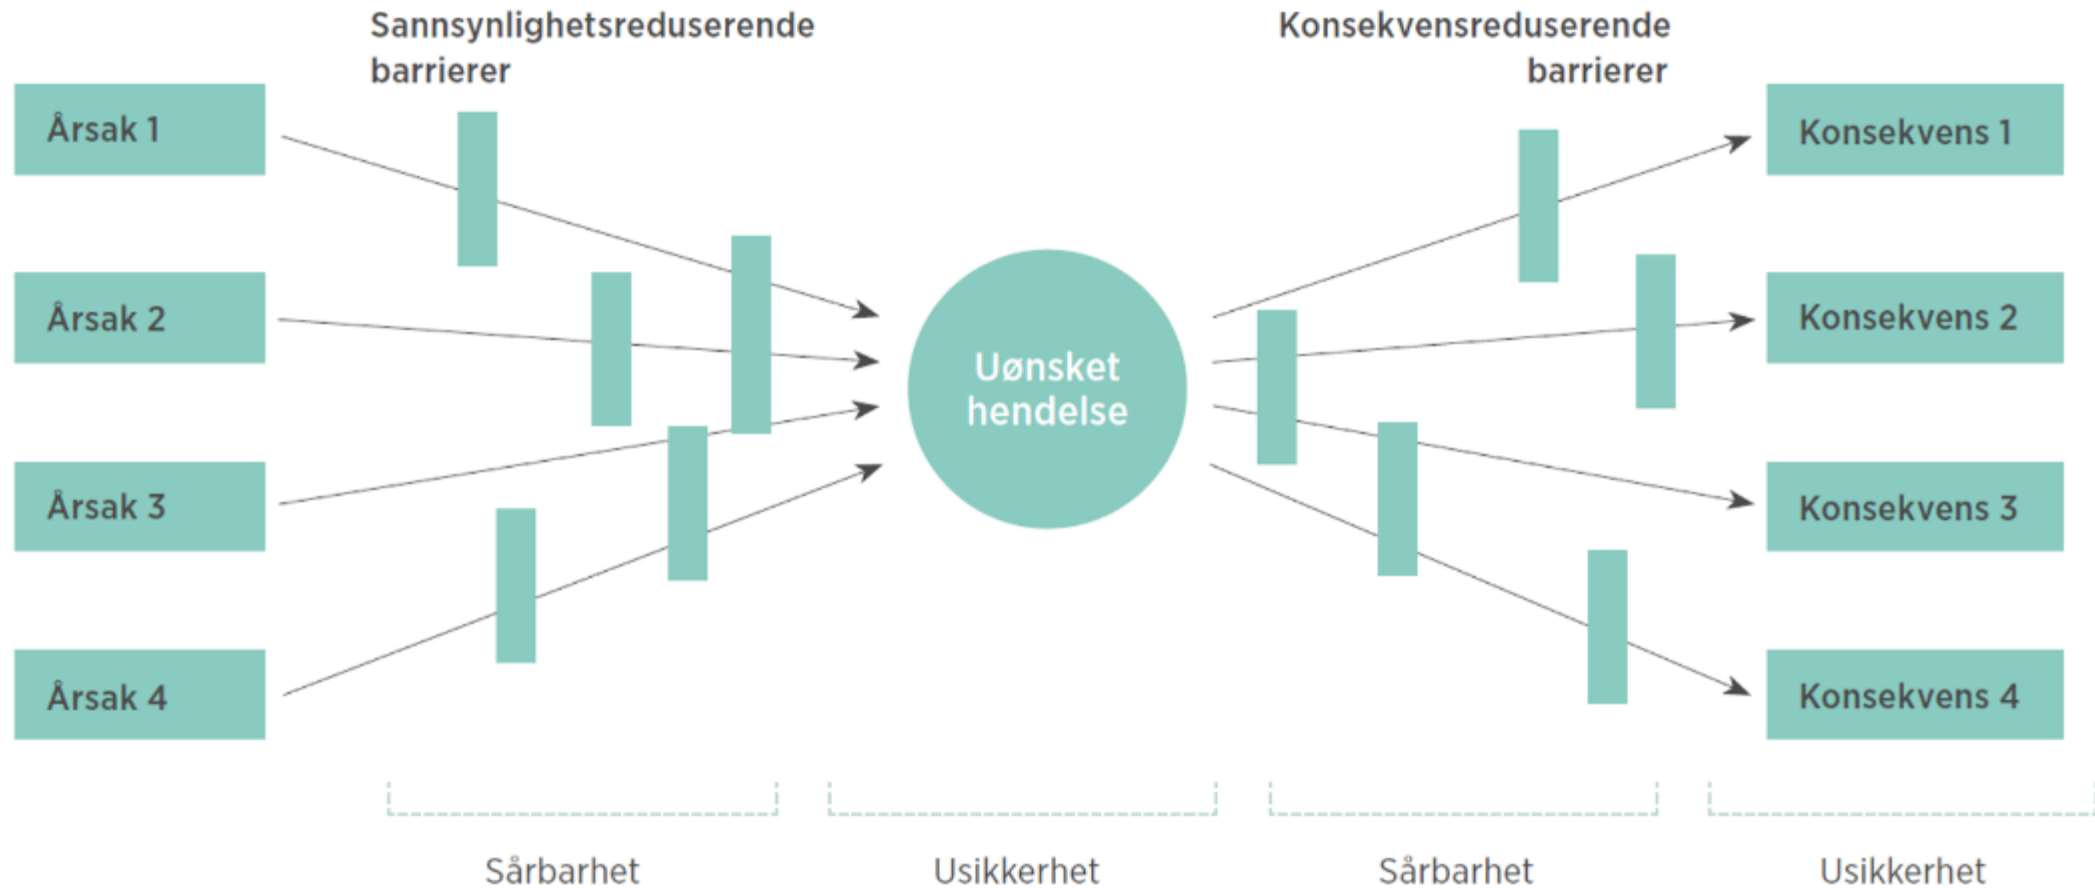 Sannsynlighetsreduserende
barrierer
Konsekvensreduserende
barrierer
Årsak 1
Årsak 2
Årsak 3
Årsak 4
Uønsket
hendelse
Konsekvens 1
Konsekvens 2
Konsekvens 3
Konsekvens 4
Sårbarhet
Usikkerhet
Sårbarhet
Usikkerhet